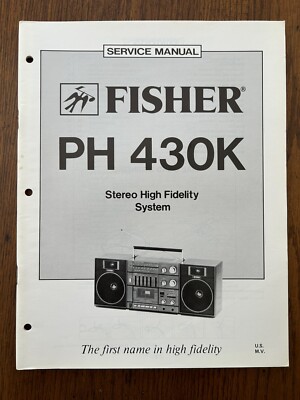 SERVICE MANUAL
FISHER®
PH 430K
Stereo High Fidelity
System
The first name in high fidelity
U.S.
M.V.